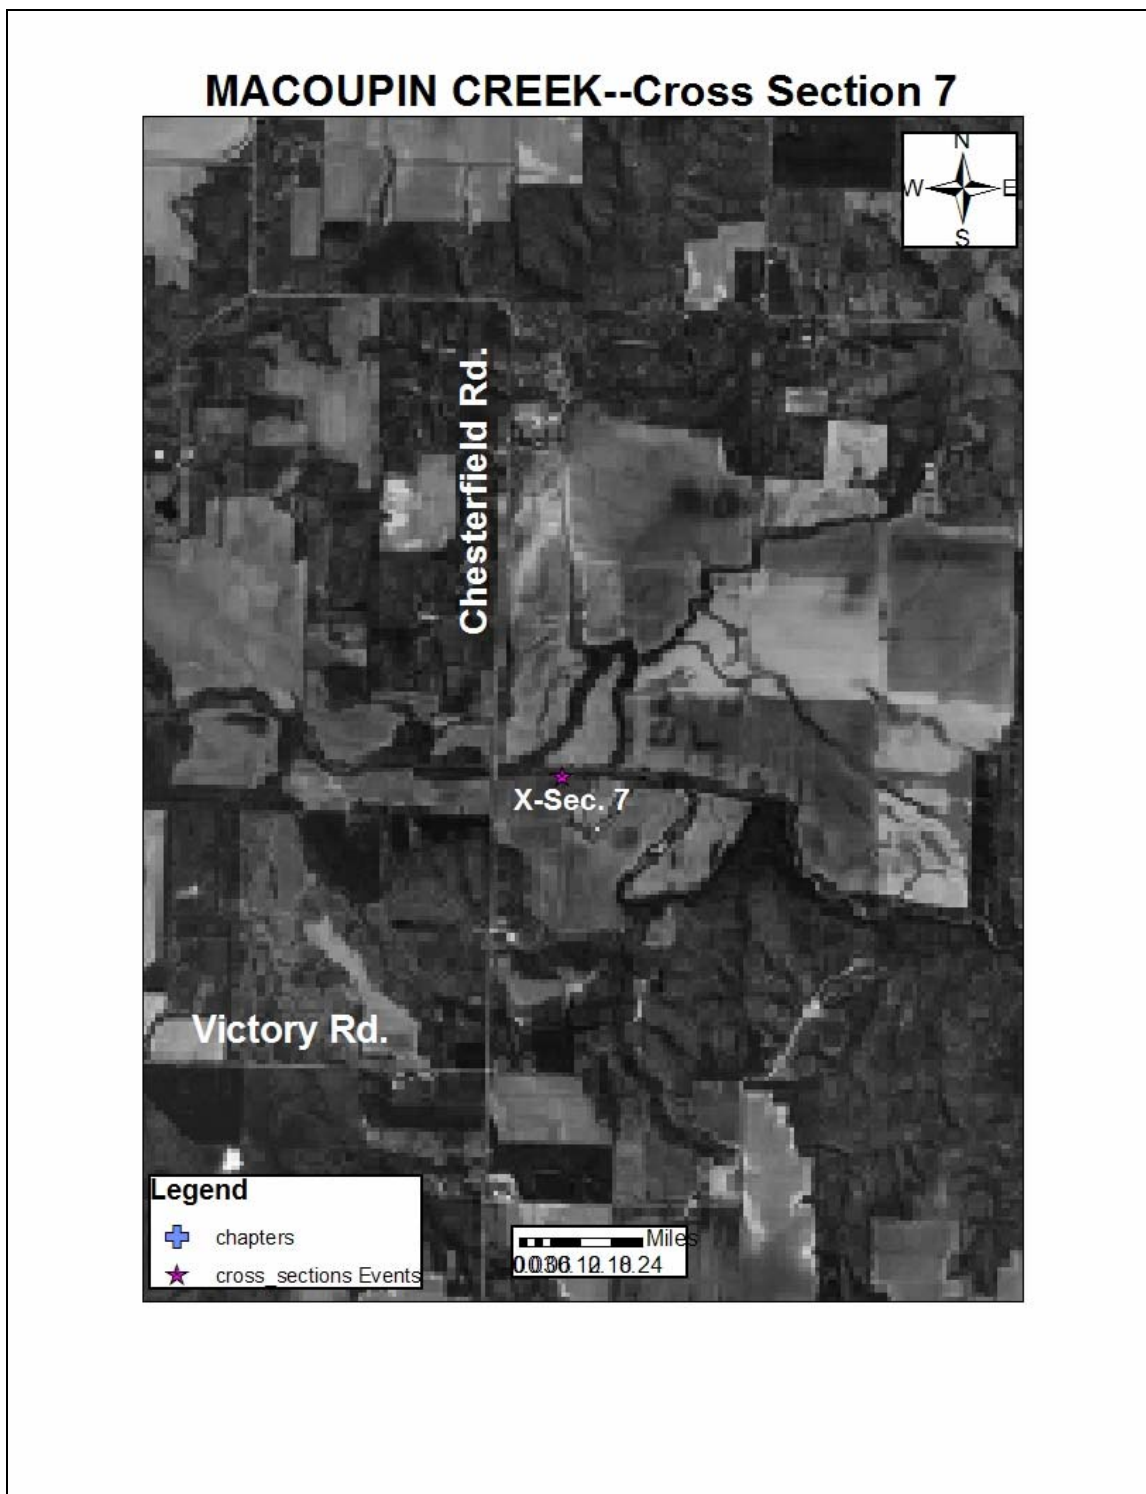 MACOUPIN CREEK--Cross Section 7
N
W E
S
Chesterfield Rd.
X-Sec. 7
Victory Rd.
Legend
chapters
cross_sections Events
Miles